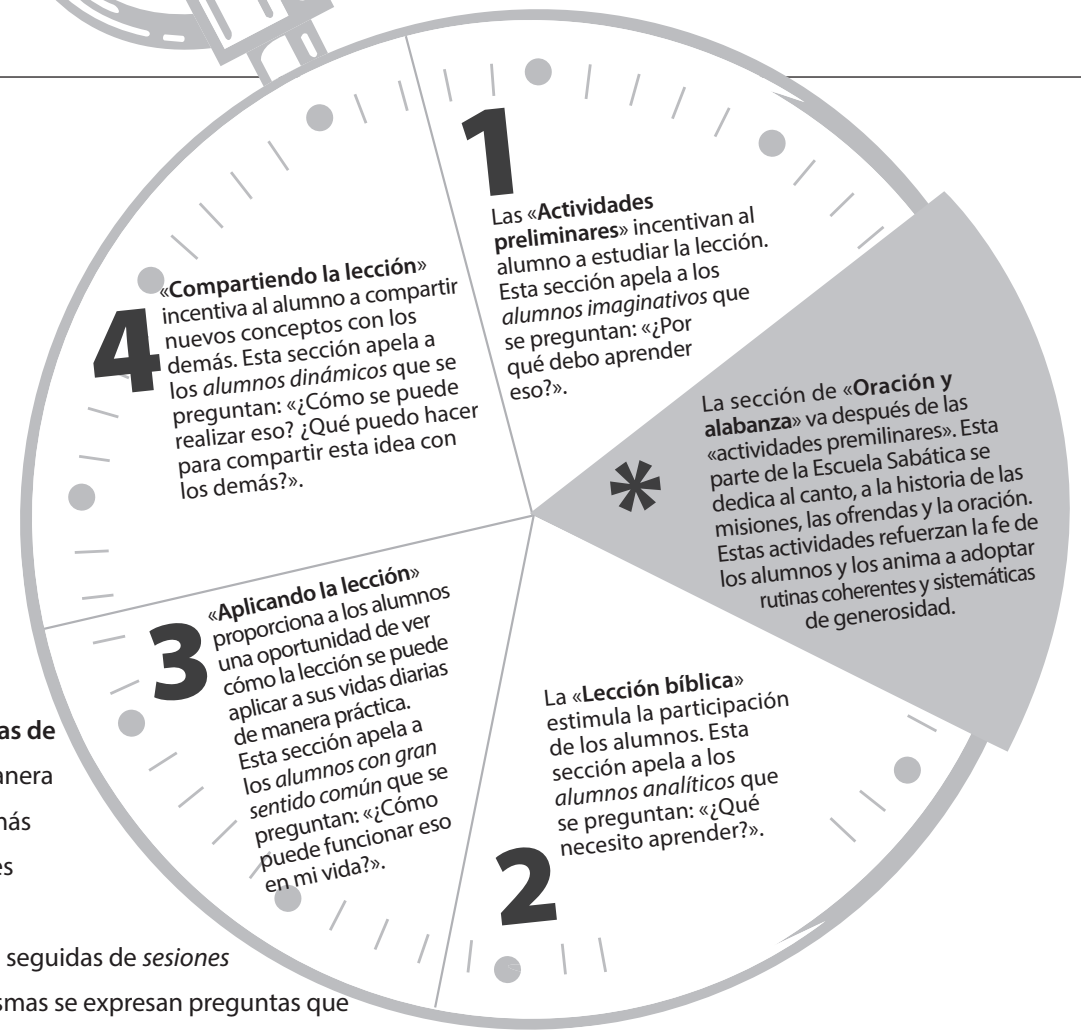 1
Las «Actividades
preliminares» incentivan al
alumno a estudiar la lección.
Esta sección apela a los
alumnos imaginativos que
se preguntan: «¿Por
qué debo aprender
eso?».
*
La sección de «Oración y
alabanza» va después de las
«actividades premilinares». Esta
parte de la Escuela Sabática se
dedica al canto, a la historia de las
misiones, las ofrendas y la oración.
Estas actividades refuerzan la fe de
los alumnos y los anima a adoptar
rutinas coherentes y sistemáticas
de generosidad.
2
La «Lección bíblica»
estimula la participación
de los alumnos. Esta
sección apela a los
alumnos analíticos que
se preguntan: «¿Qué
necesito aprender?».
3
«Aplicando la lección»
proporciona a los alumnos
una oportunidad de ver
cómo la lección se puede
aplicar a sus vidas diarias
de manera práctica.
Esta sección apela a
los alumnos con gran
sentido común que se
preguntan: «¿Cómo
puede funcionar eso
en mi vida?».
4
«Compartiendo la lección»
incentiva al alumno a compartir
nuevos conceptos con los
demás. Esta sección apela a
los alumnos dinámicos que se
preguntan: «¿Cómo se puede
realizar eso? ¿Qué puedo hacer
para compartir esta idea con
los demás?».
de
seguidas de sesiones
se expresan preguntas que